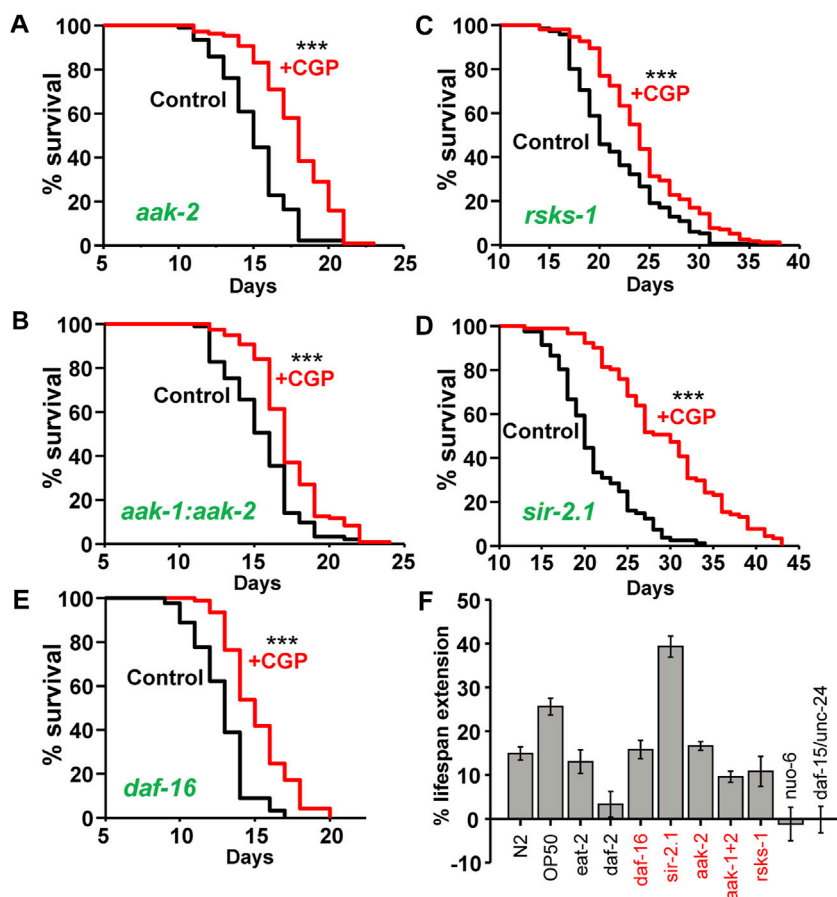 A
100
80
60
40
20
0
% survival
***
+CGP
Control
aak-2
5 10 15 20 25
Days
B
100
80
60
40
20
0
% survival
***
+CGP
Control
aak-1:aak-2
5 10 15 20 25
Days
C
100
80
60
40
20
0
% survival
***
+CGP
Control
rsks-1
10 15 20 25 30 35 40
Days
D
100
80
60
40
20
0
% survival
***
+CGP
Control
sir-2.1
10 15 20 25 30 35 40 45
Days
E
100
80
60
40
20
0
% survival
***
+CGP
Control
daf-16
5 10 15 20
Days
F
50
40
30
20
10
0
-10
% lifespan extension
N2
OP50
eat-2
daf-2
daf-16
sir-2.1
aak-2
aak-1+2
rsks-1
nuo-6
daf-15/unc-24